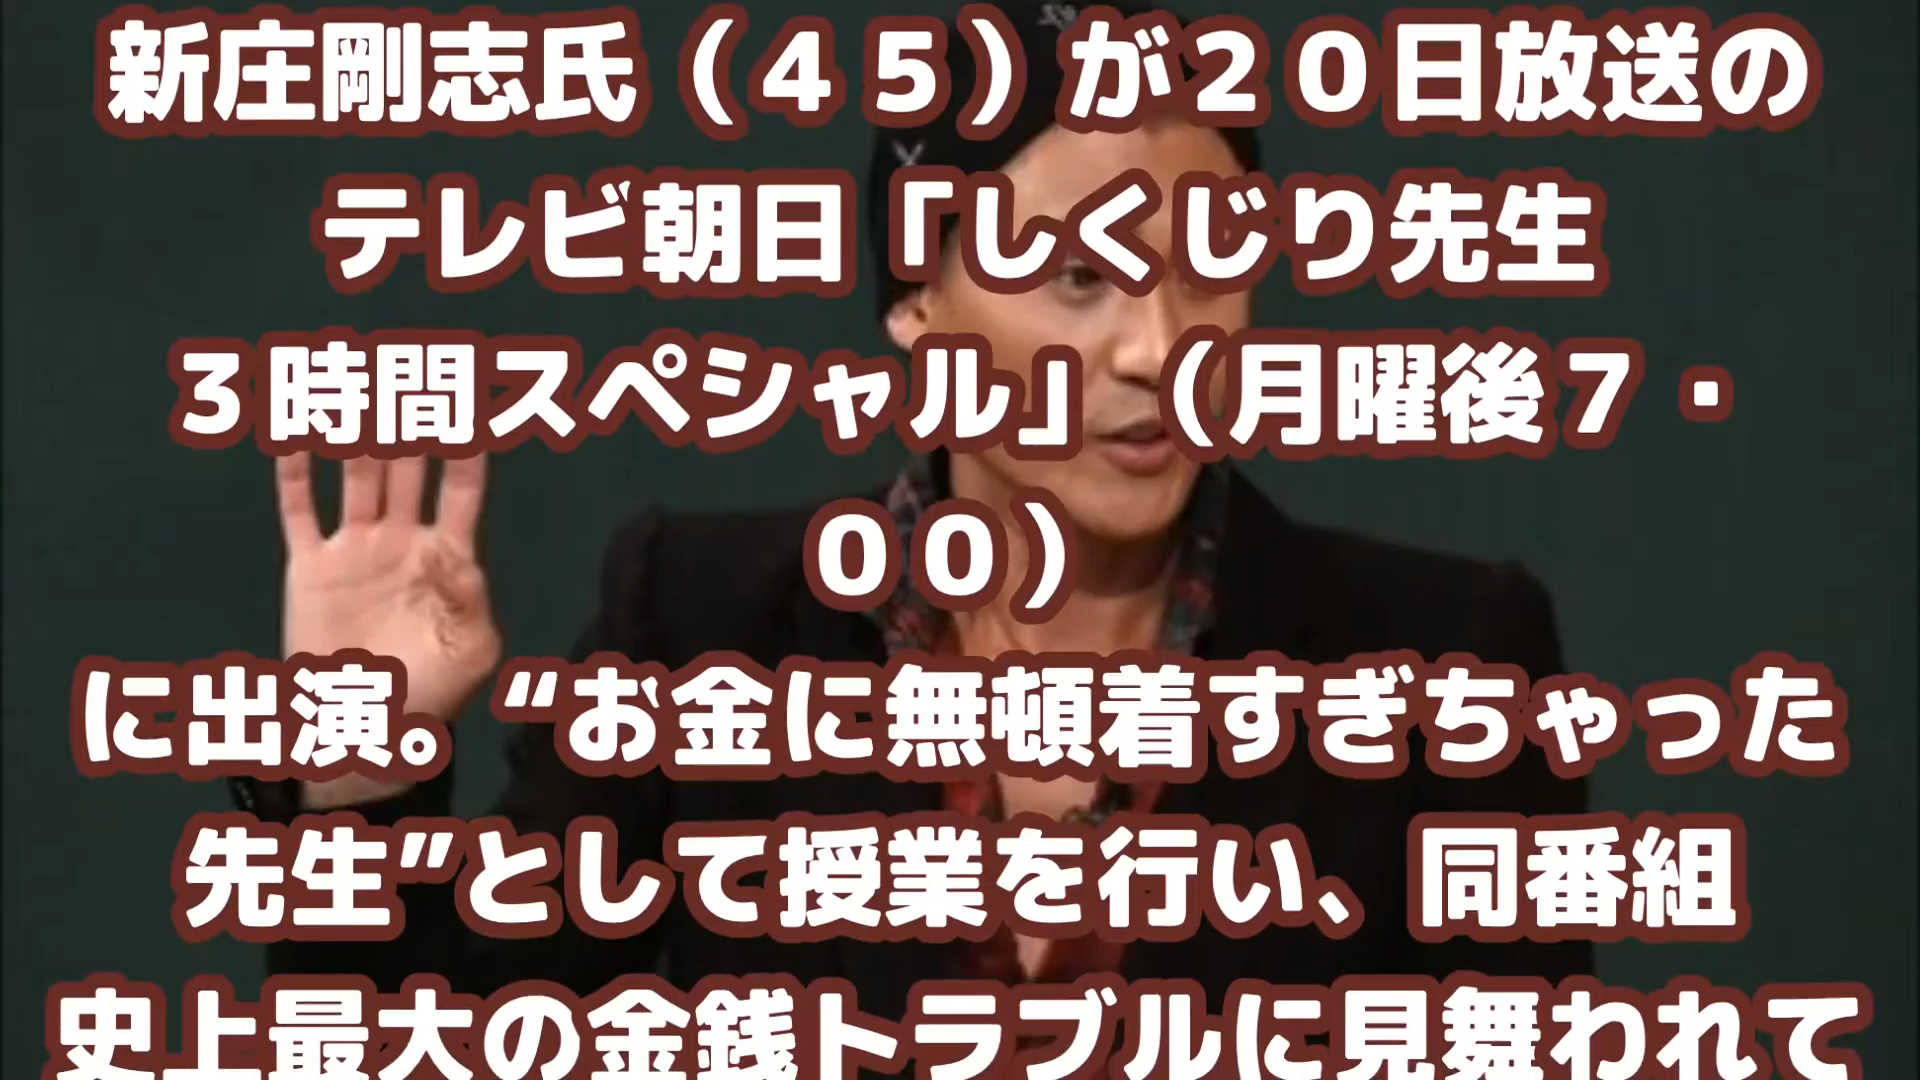 新庄剛志氏（４５）が２０日放送の
テレビ朝日「しくじり先生
３時間スペシャル」（月曜後７・
００）
に出演。“お金に無頓着すぎちゃった
先生”として授業を行い、同番組
史上最大の金銭トラブルに見舞われて